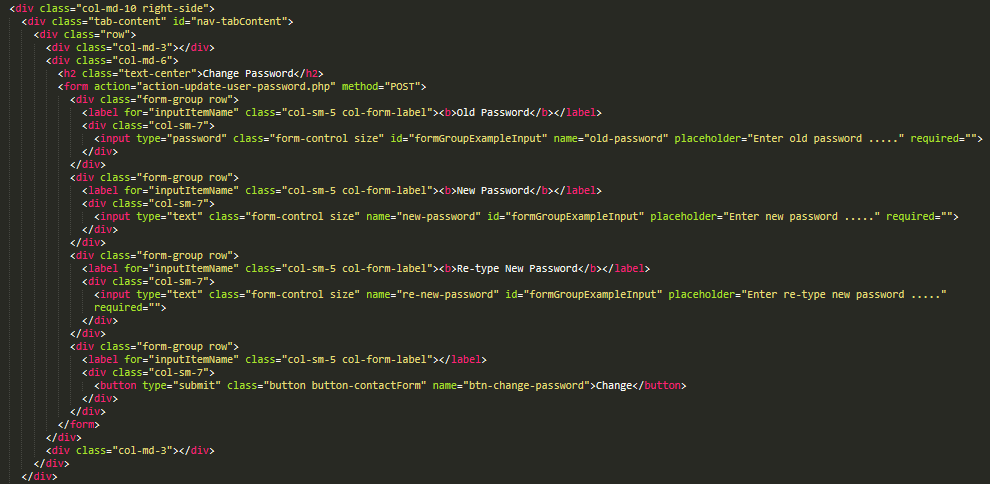 <div class="col-md-10 right-side">
<div class="tab-content" id="nav-tabContent">
<div class="row">
<div class="col-md-3"></div>
<div class="col-md-6">
<h2 class="text-center">Change Password</h2>
<form action="action-update-user-password.php" method="POST">
<div class="form-group row">
<label for="inputItemName" class="col-sm-5 col-form-label"><b>Old Password</b></label>
<div class="col-sm-7">
<input type="password" class="form-control size" id="formGroupExampleInput" name="old-password" placeholder="Enter old password ....." required="">
</div>
</div>
<div class="form-group row">
<label for="inputItemName" class="col-sm-5 col-form-label"><b>New Password</b></label>
<div class="col-sm-7">
<input type="text" class="form-control size" name="new-password" id="formGroupExampleInput" placeholder="Enter new password ....." required="">
</div>
</div>
<div class="form-group row">
<label for="inputItemName" class="col-sm-5 col-form-label"><b>Re-type New Password</b></label>
<div class="col-sm-7">
<input type="text" class="form-control size" name="re-new-password" id="formGroupExampleInput" placeholder="Enter re-type new password ....."
required="">
</div>
</div>
<div class="form-group row">
<label for="inputItemName" class="col-sm-5 col-form-label"></label>
<div class="col-sm-7">
<button type="submit" class="button button-contactForm" name="btn-change-password">Change</button>
</div>
</div>
</form>
</div>
<div class="col-md-3"></div>
</div>
</div>